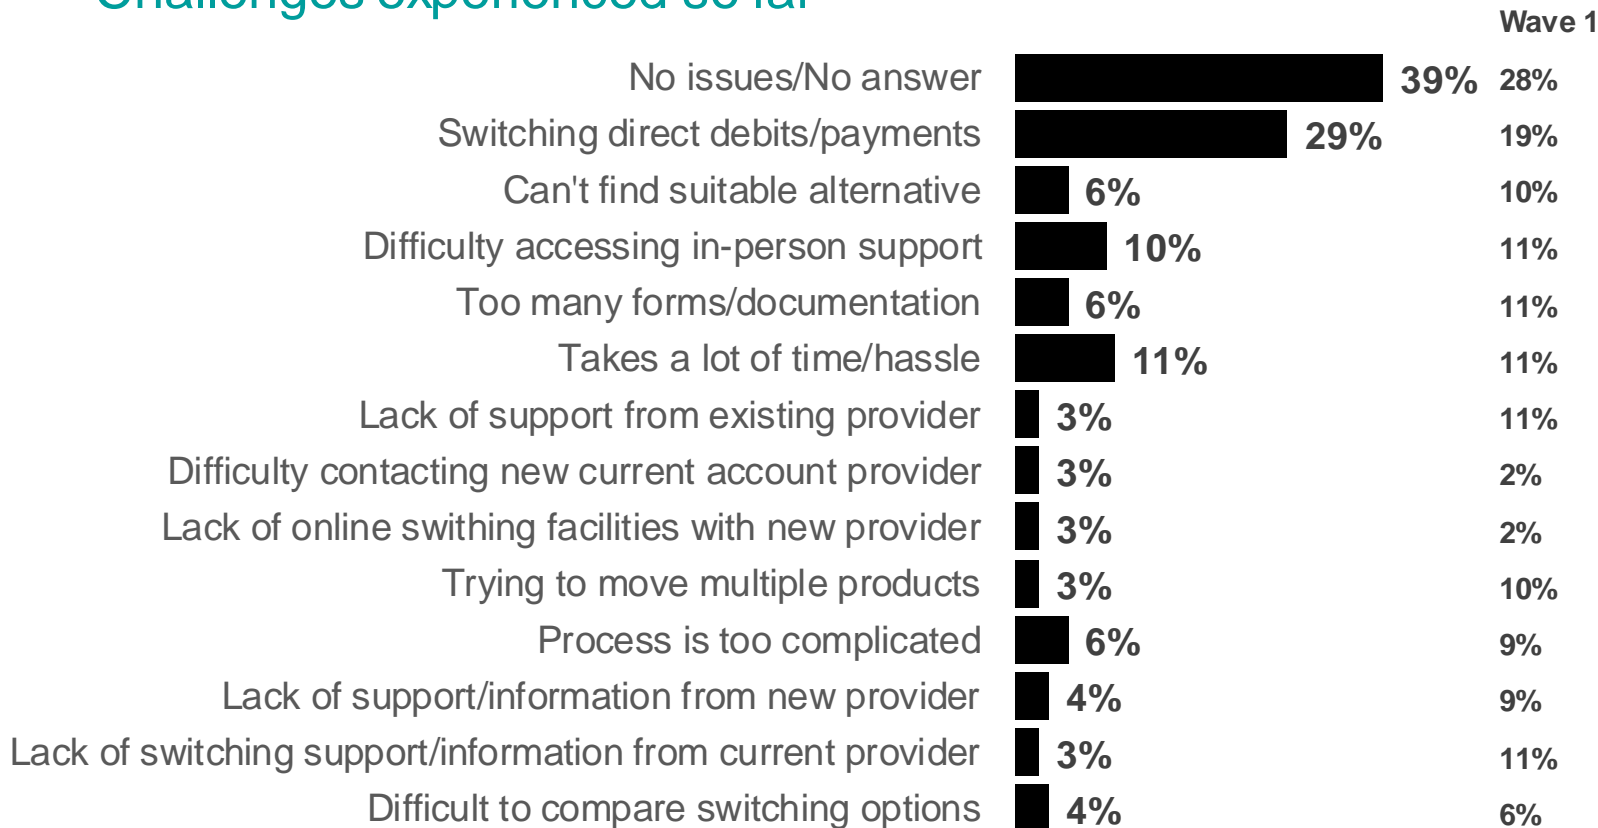 Challenges experienced so far
Wave 1
No issues/No answer 39% 28%
Switching direct debits/payments 29% 19%
Can't find suitable alternative 6% 10%
Difficulty accessing in-person support 10% 11%
Too many forms/documentation 6% 11%
Takes a lot of time/hassle 11% 11%
Lack of support from existing provider 3% 11%
Difficulty contacting new current account provider 3% 2%
Lack of online swithing facilities with new provider 3% 2%
Trying to move multiple products 3% 10%
Process is too complicated 6% 9%
Lack of support/information from new provider 4% 9%
Lack of switching support/information from current provider 3% 11%
Difficult to compare switching options 4% 6%